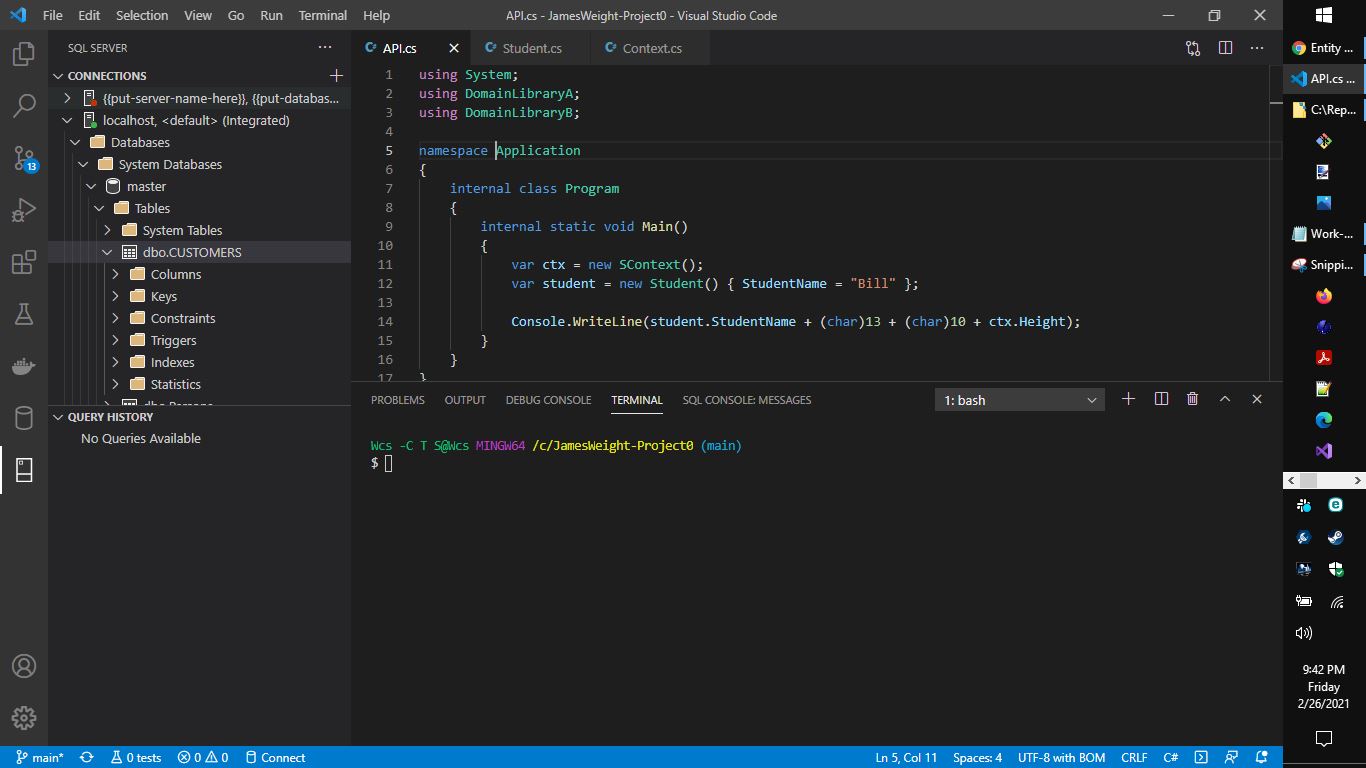 File Edit Selection View Go Run Terminal Help
API.cs - JamesWeight-Project0 - Visual Studio Code
SQL SERVER
CONNECTIONS
{{put-server-name-here}}, {{put-databas...
localhost, <default> (Integrated)
Databases
System Databases
master
Tables
System Tables
dbo.CUSTOMERS
Columns
Keys
Constraints
Triggers
Indexes
Statistics
QUERY HISTORY
No Queries Available
13
API.cs Student.cs Context.cs
1 using System;
2 using DomainLibraryA;
3 using DomainLibraryB;
4
5 namespace Application
6 {
7 internal class Program
8 {
9 internal static void Main()
10 {
11 var ctx = new SContext();
12 var student = new Student() { StudentName = "Bill" };
13
14 Console.WriteLine(student.StudentName + (char)13 + (char)10 + ctx.Height);
15 }
16 }
17 }
PROBLEMS OUTPUT DEBUG CONSOLE TERMINAL SQL CONSOLE: MESSAGES
1: bash
Wcs -C T S@Wcs MINGW64 /c/JamesWeight-Project0 (main)
$
main* 0 tests 0 0 Connect
Ln 5, Col 11 Spaces: 4 UTF-8 with BOM CRLF C#
Entity ...
API.cs ...
C:\Rep...
Work-...
Snippi...
9:42 PM
Friday
2/26/2021